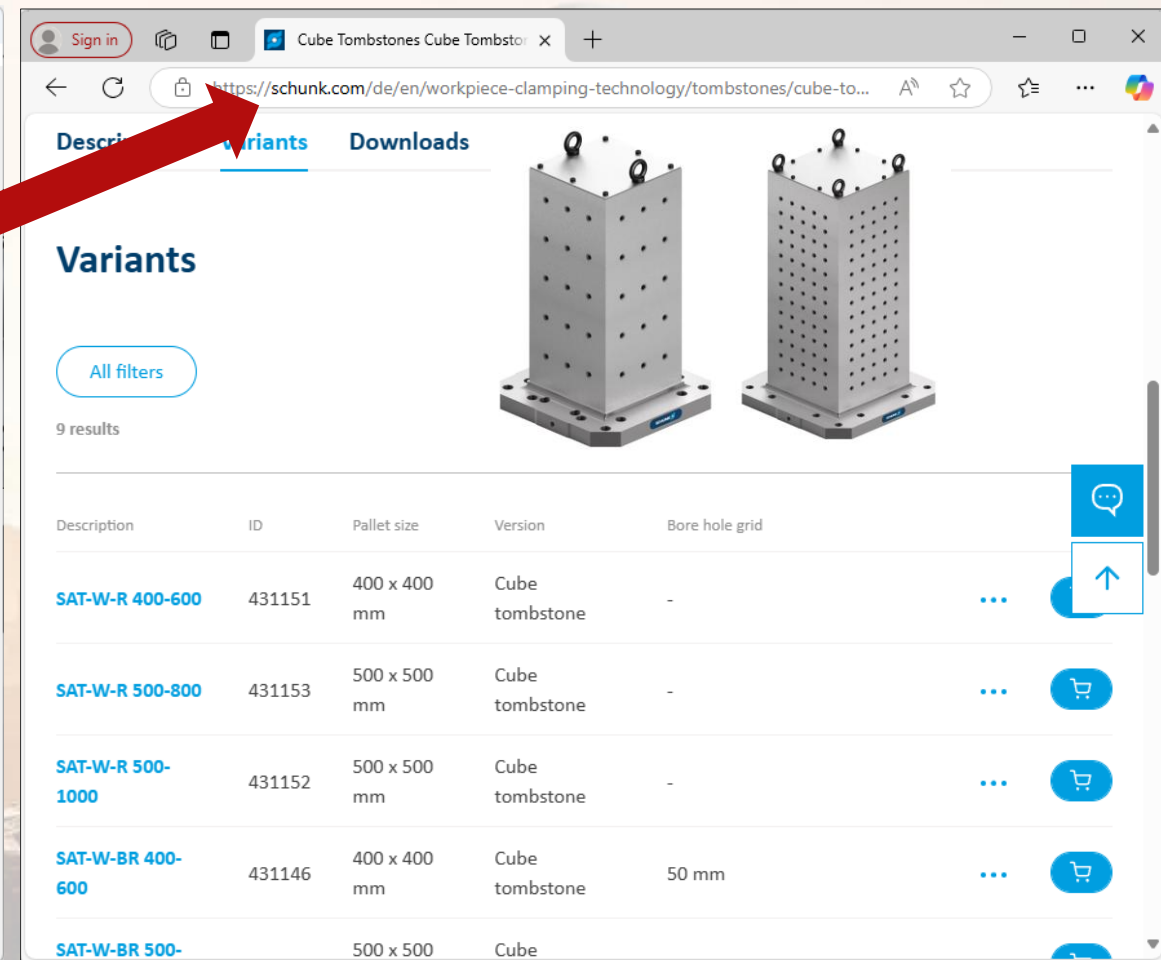 Sign in
Cube Tombstones Cube Tombsto
https://schunk.com/de/en/workpiece-clamping-technology/tombstones/cube-to...
Variants Downloads
Variants
All filters
9 results
Description ID Pallet size Version Bore hole grid
SAT-W-R 400-600 431151 400 x 400 Cube -
mm tombstone
SAT-W-R 500-800 431153 500 x 500 Cube -
mm tombstone
SAT-W-R 500- 431152 500 x 500 Cube -
1000 mm tombstone
SAT-W-BR 400- 431146 400 x 400 Cube 50 mm
600 mm tombstone
SAT-W-BR 500- 500 x 500 Cube